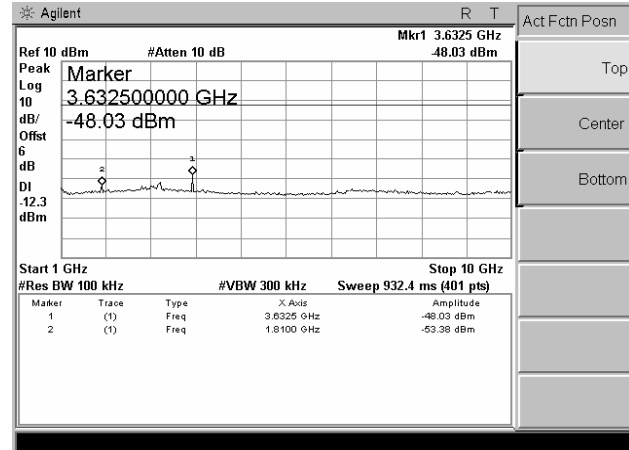 Agilent R T
Mkr1 3.6325 GHz
Ref 10 dBm #Atten 10 dB -48.03 dBm
Peak
Log
10
dB/
Offst
6
dB
DI
-12.3
dBm
Marker
3.632500000 GHz
-48.03 dBm
2
1
Start 1 GHz Stop 10 GHz
#Res BW 100 kHz #VBW 300 kHz Sweep 932.4 ms (401 pts)
Marker Trace Type X Axis Amplitude
1 (1) Freq 3.6325 GHz -48.03 dBm
2 (1) Freq 1.8100 GHz -53.38 dBm
Act Fctn Posn
Top
Center
Bottom